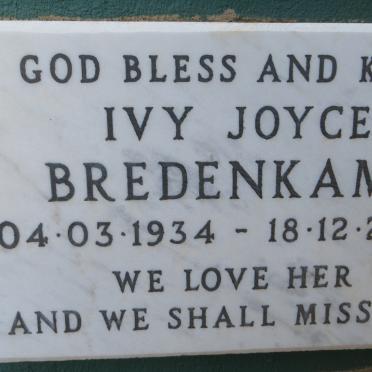 GOD BLESS AND K
IVY JOYCE
BREDENKAM
04·03·1934 - 18·12·2
WE LOVE HER
AND WE SHALL MISS